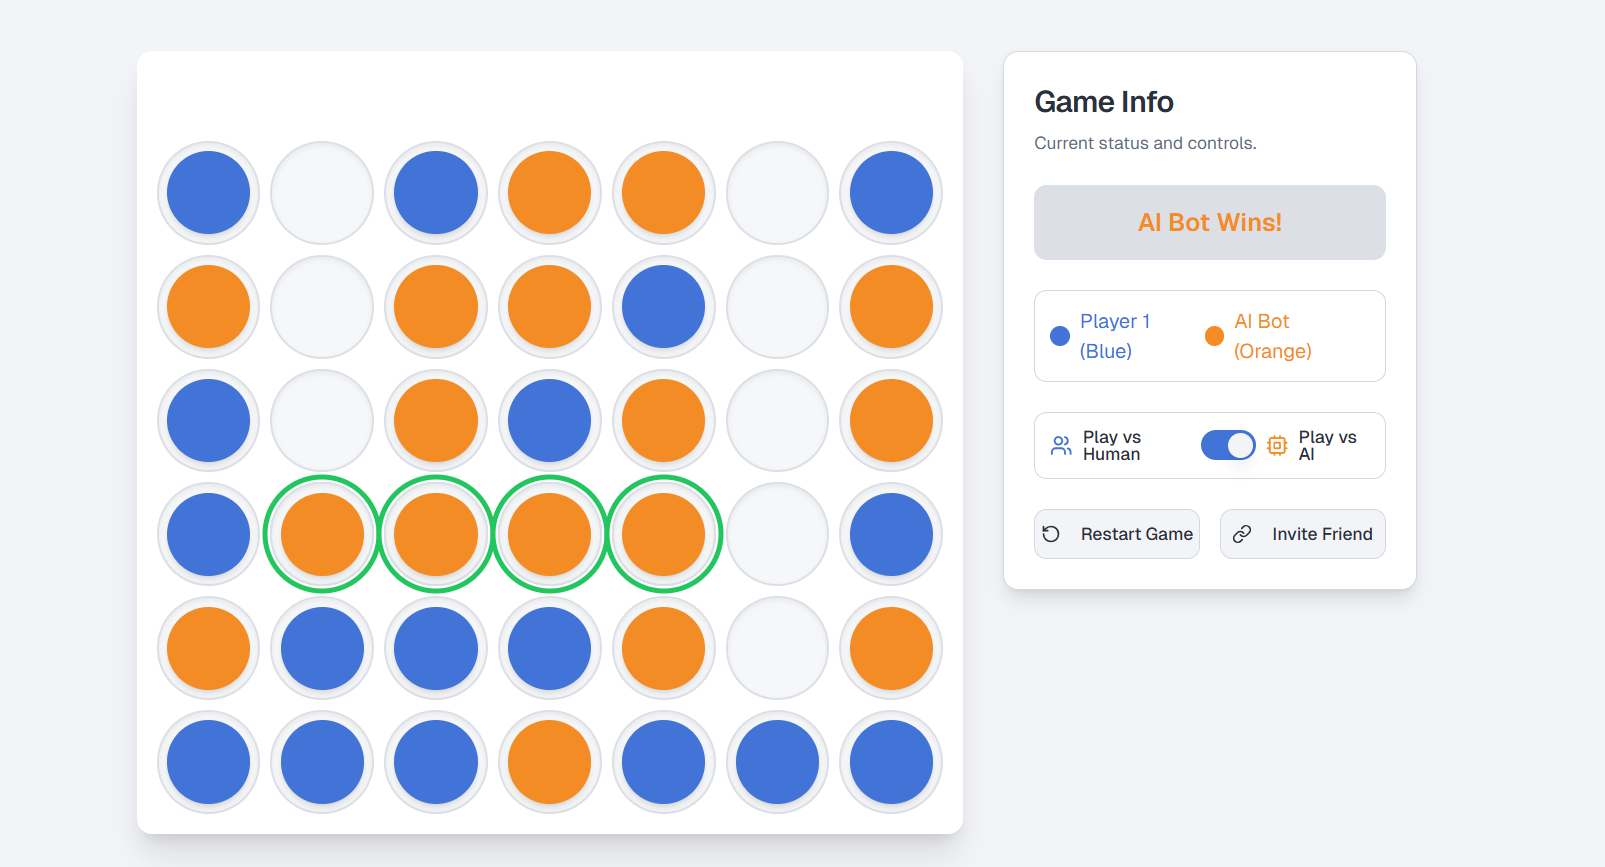 Game Info
Current status and controls.
AI Bot Wins!
Player 1
(Blue)
AI Bot
(Orange)
Play vs
Human
Play vs
AI
Restart Game
Invite Friend